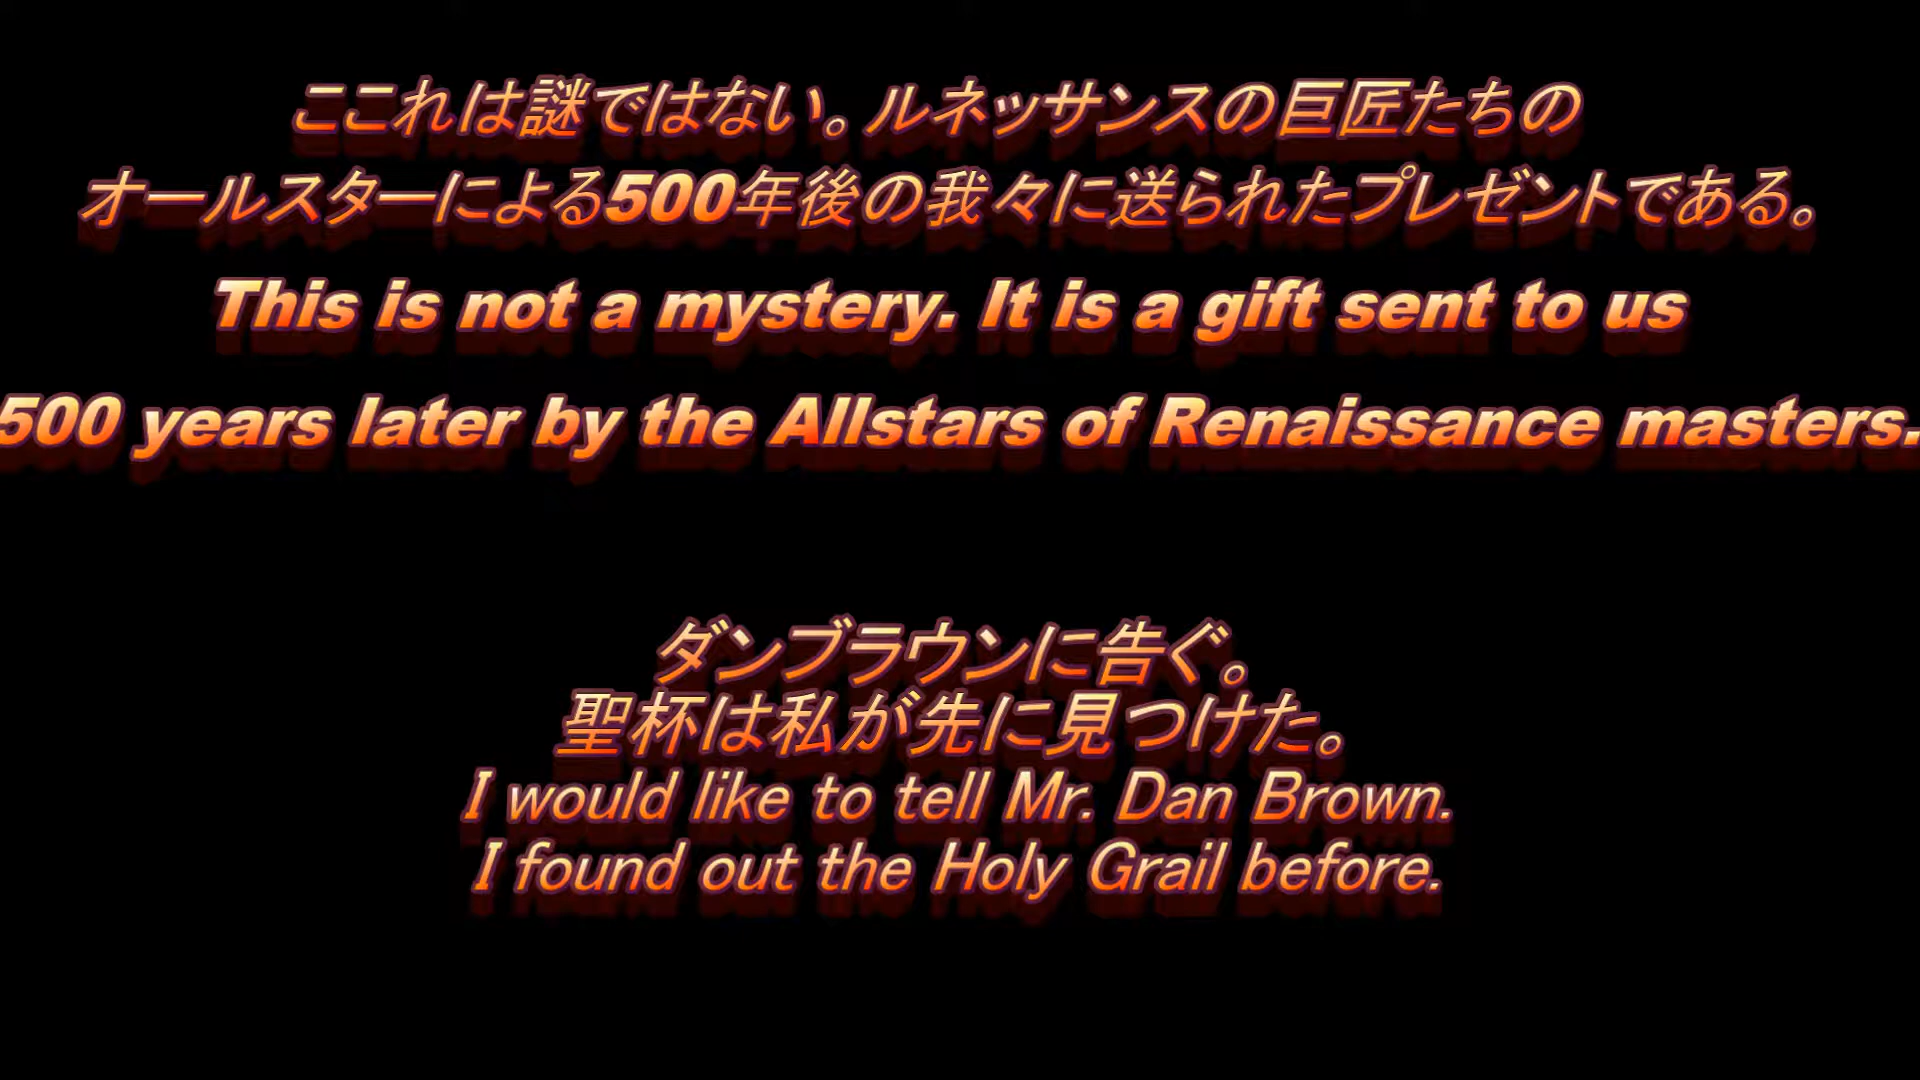 ここれは謎ではない。ルネッサンスの巨匠たちの
オールスターによる500年後の我々に送られたプレゼントである。
This is not a mystery. It is a gift sent to us
500 years later by the Allstars of Renaissance masters.
ダンブラウンに告ぐ。
聖杯は私が先に見つけた。
I would like to tell Mr. Dan Brown.
I found out the Holy Grail before.